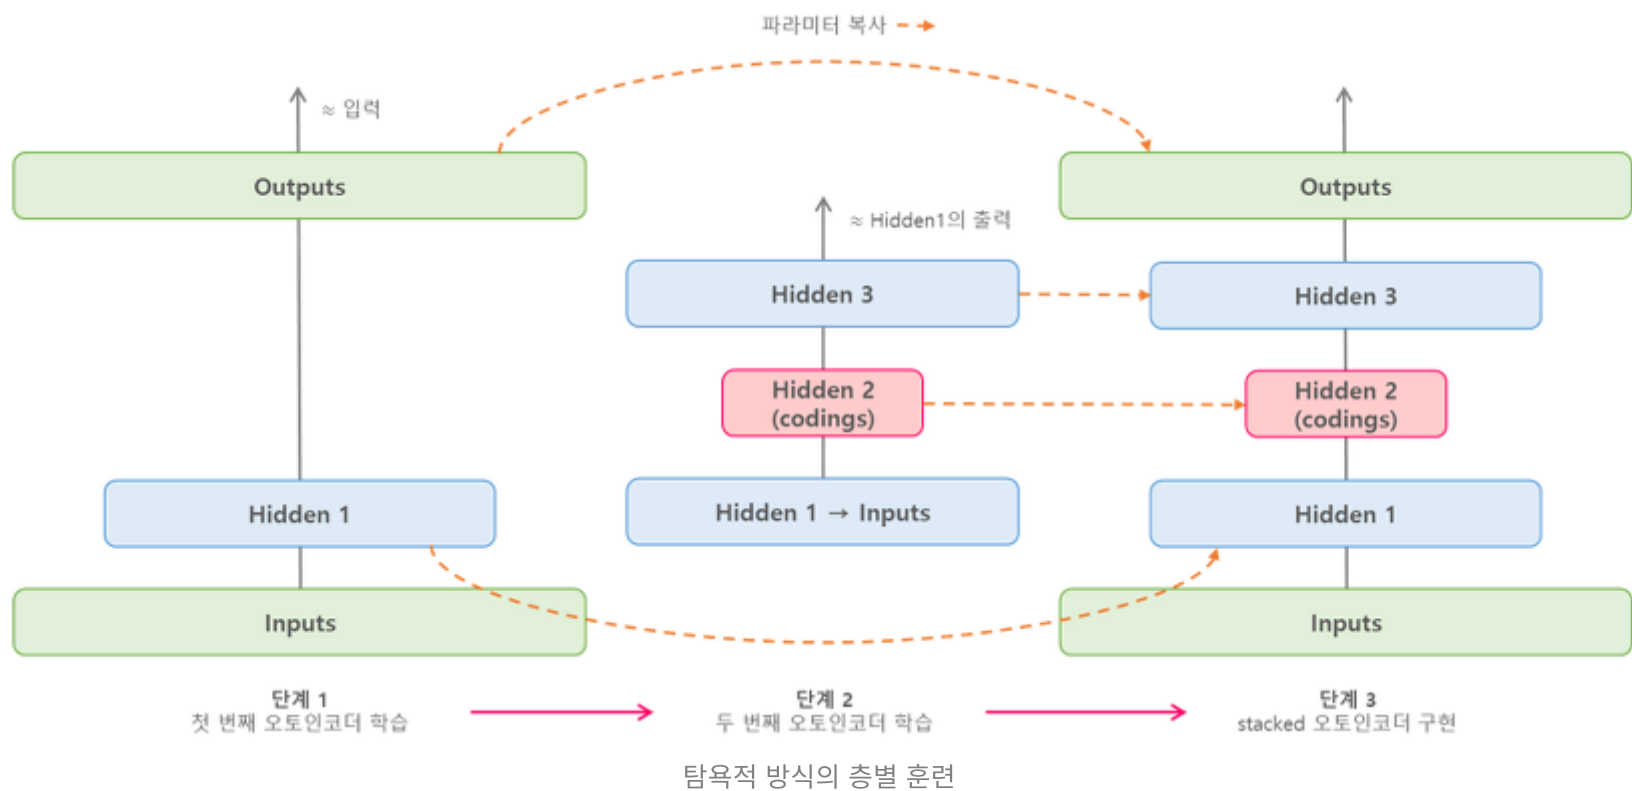 파라미터 복사
≈ 입력
Outputs
Hidden 1
Inputs
≈ Hidden1의 출력
Hidden 3
Hidden 2
(codings)
Hidden 1 → Inputs
Outputs
Hidden 3
Hidden 2
(codings)
Hidden 1
Inputs
단계 1
첫 번째 오토인코더 학습
단계 2
두 번째 오토인코더 학습
단계 3
stacked 오토인코더 구현
탐욕적 방식의 층별 훈련